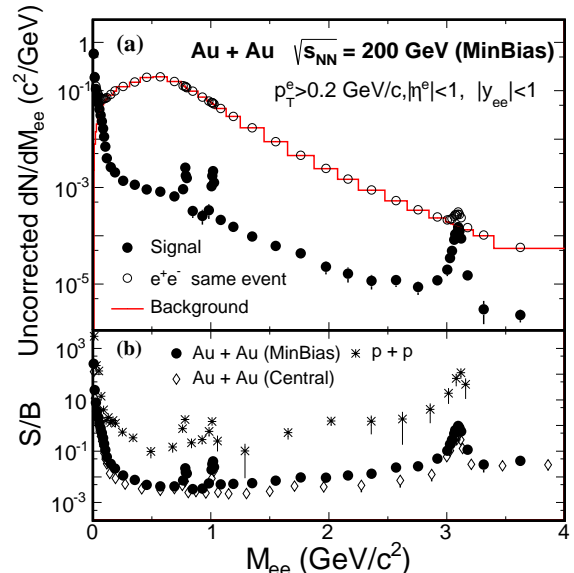 (a) Au + Au √s_NN = 200 GeV (MinBias)
p_T^e>0.2 GeV/c,|η^e|<1, |y_ee|<1
Uncorrected dN/dM_ee (c²/GeV)
1
10⁻¹
10⁻³
10⁻⁵
Signal
e⁺e⁻ same event
Background
(b) Au + Au (MinBias) p + p
Au + Au (Central)
S/B
10³
10
10⁻¹
10⁻³
0 1 2 3 4
M_ee (GeV/c²)